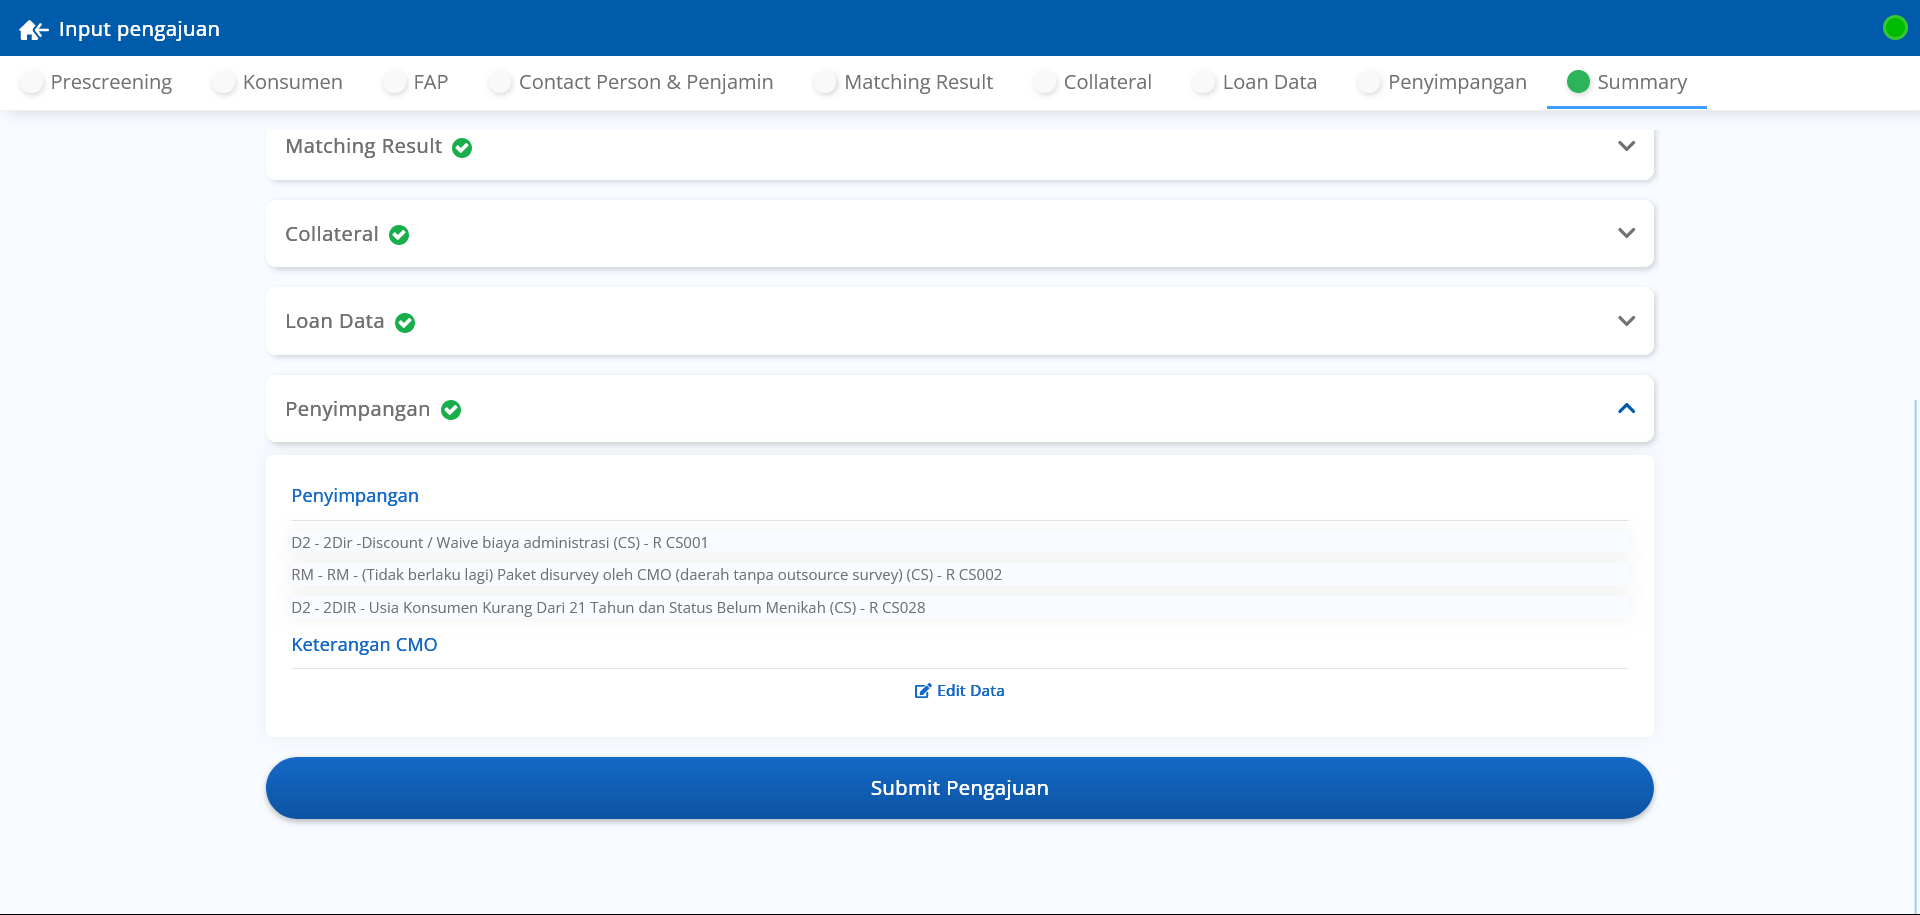 Input pengajuan
Prescreening Konsumen FAP Contact Person & Penjamin Matching Result Collateral Loan Data Penyimpangan Summary
Matching Result
Collateral
Loan Data
Penyimpangan
Penyimpangan
D2 - 2Dir -Discount / Waive biaya administrasi (CS) - R CS001
RM - RM - (Tidak berlaku lagi) Paket disurvey oleh CMO (daerah tanpa outsource survey) (CS) - R CS002
D2 - 2DIR - Usia Konsumen Kurang Dari 21 Tahun dan Status Belum Menikah (CS) - R CS028
Keterangan CMO
Edit Data
Submit Pengajuan